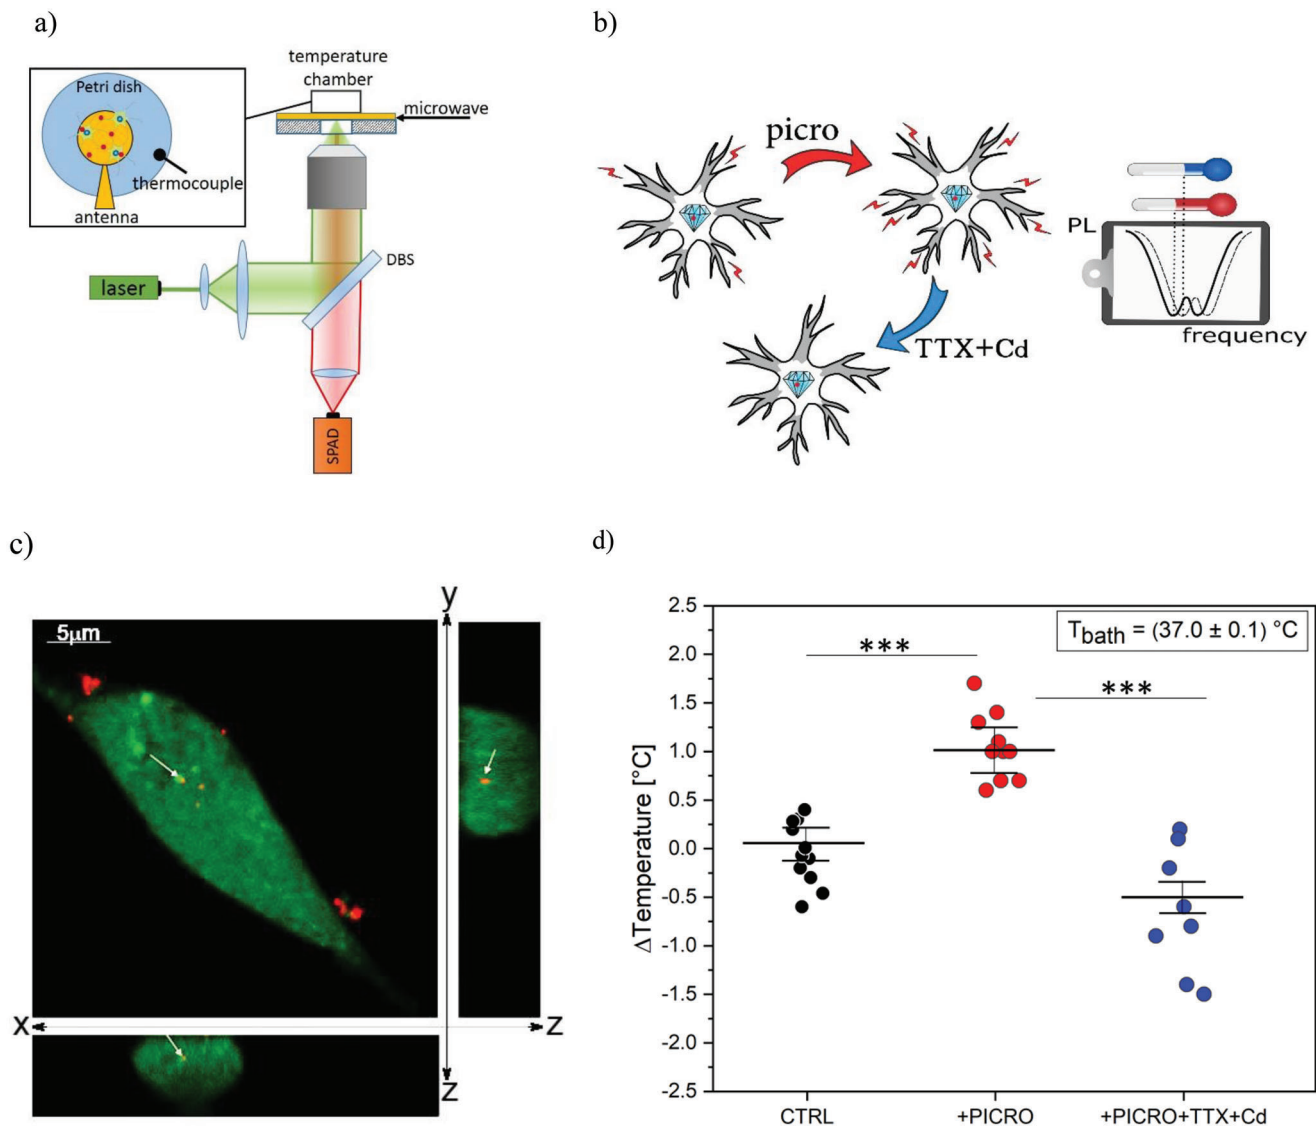 a)
temperature
chamber
Petri dish
microwave
thermocouple
antenna
DBS
laser
SPAD
b)
picro
TTX+Cd
PL
frequency
c)
5μm
y
x
z
z
d)
T bath = (37.0 ± 0.1) °C
***
***
ΔTemperature [°C]
2.5
2.0
1.5
1.0
0.5
0.0
-0.5
-1.0
-1.5
-2.0
-2.5
CTRL
+PICRO
+PICRO+TTX+Cd